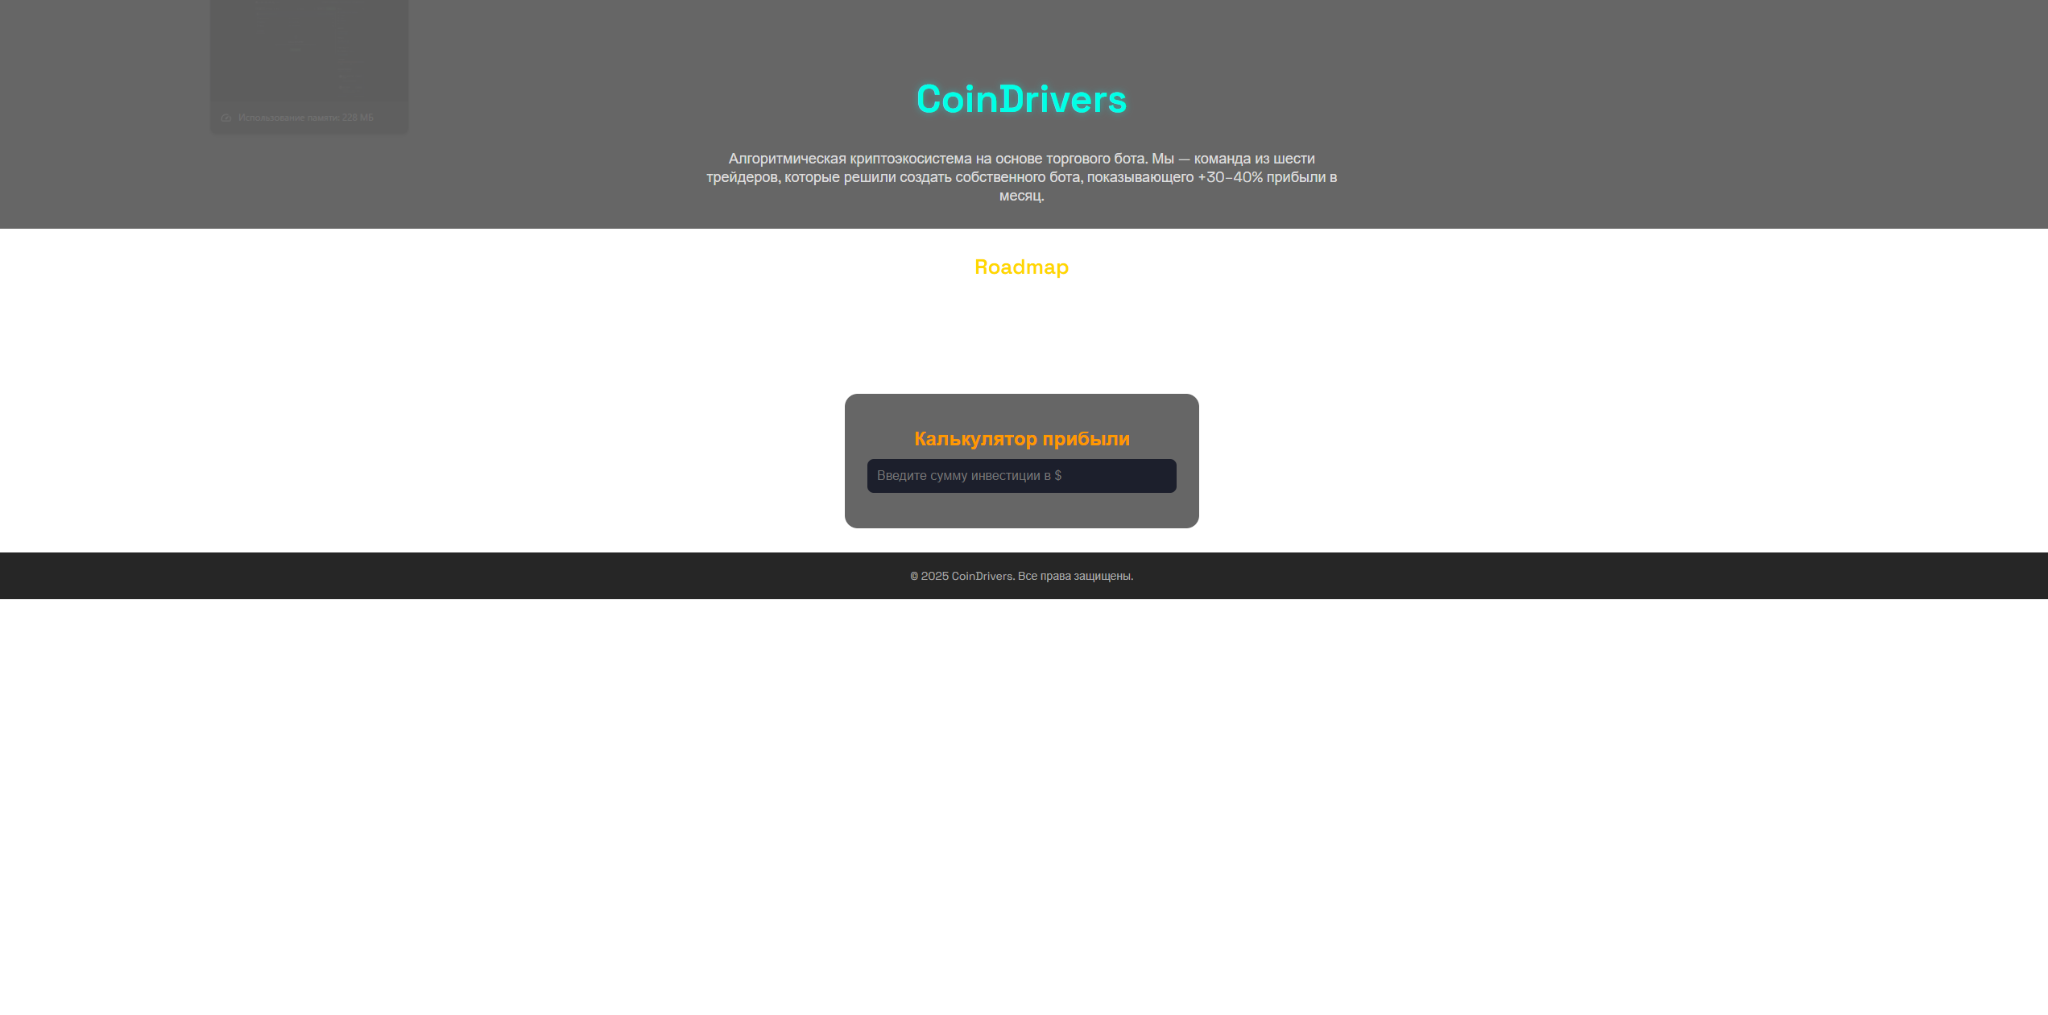 CoinDrivers
Использование памяти: 228 МБ
Алгоритмическая криптоэкосистема на основе торгового бота. Мы — команда из шести
трейдеров, которые решили создать собственного бота, показывающего +30–40% прибыли в
месяц.
Roadmap
Калькулятор прибыли
Введите сумму инвестиции в $
© 2025 CoinDrivers. Все права защищены.